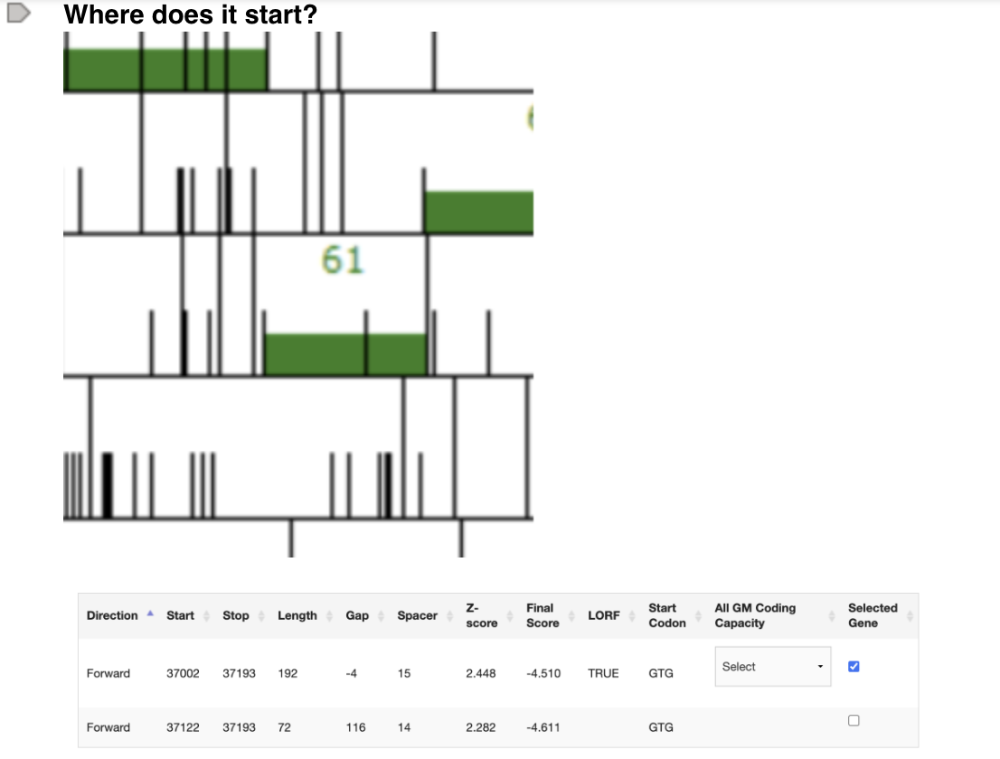 Where does it start?
61
Direction Start Stop Length Gap Spacer Z-score Final Score LORF Start Codon All GM Coding Capacity Selected Gene
Forward 37002 37193 192 -4 15 2.448 -4.510 TRUE GTG Select
Forward 37122 37193 72 116 14 2.282 -4.611 GTG